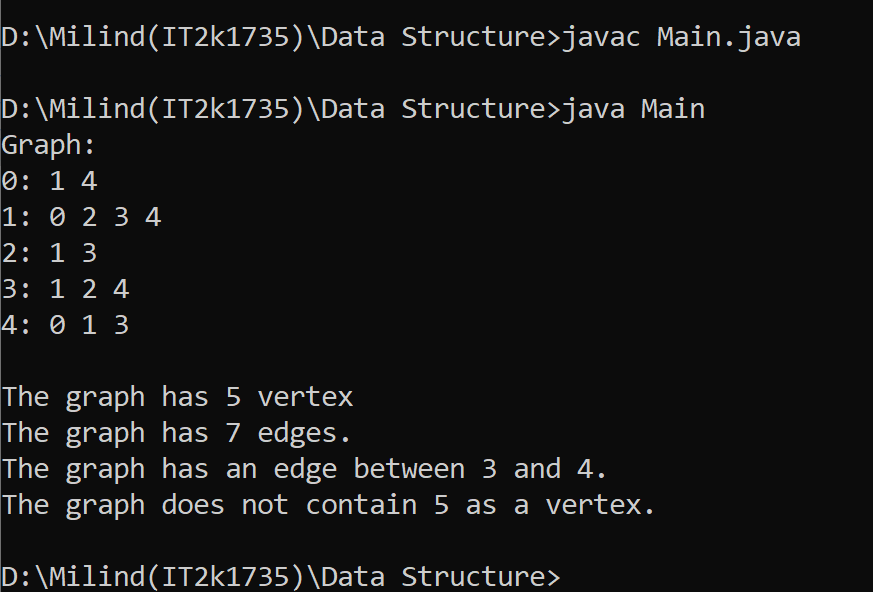 D:\Milind(IT2k1735)\Data Structure>javac Main.java
D:\Milind(IT2k1735)\Data Structure>java Main
Graph:
0: 1 4
1: 0 2 3 4
2: 1 3
3: 1 2 4
4: 0 1 3
The graph has 5 vertex
The graph has 7 edges.
The graph has an edge between 3 and 4.
The graph does not contain 5 as a vertex.
D:\Milind(IT2k1735)\Data Structure>